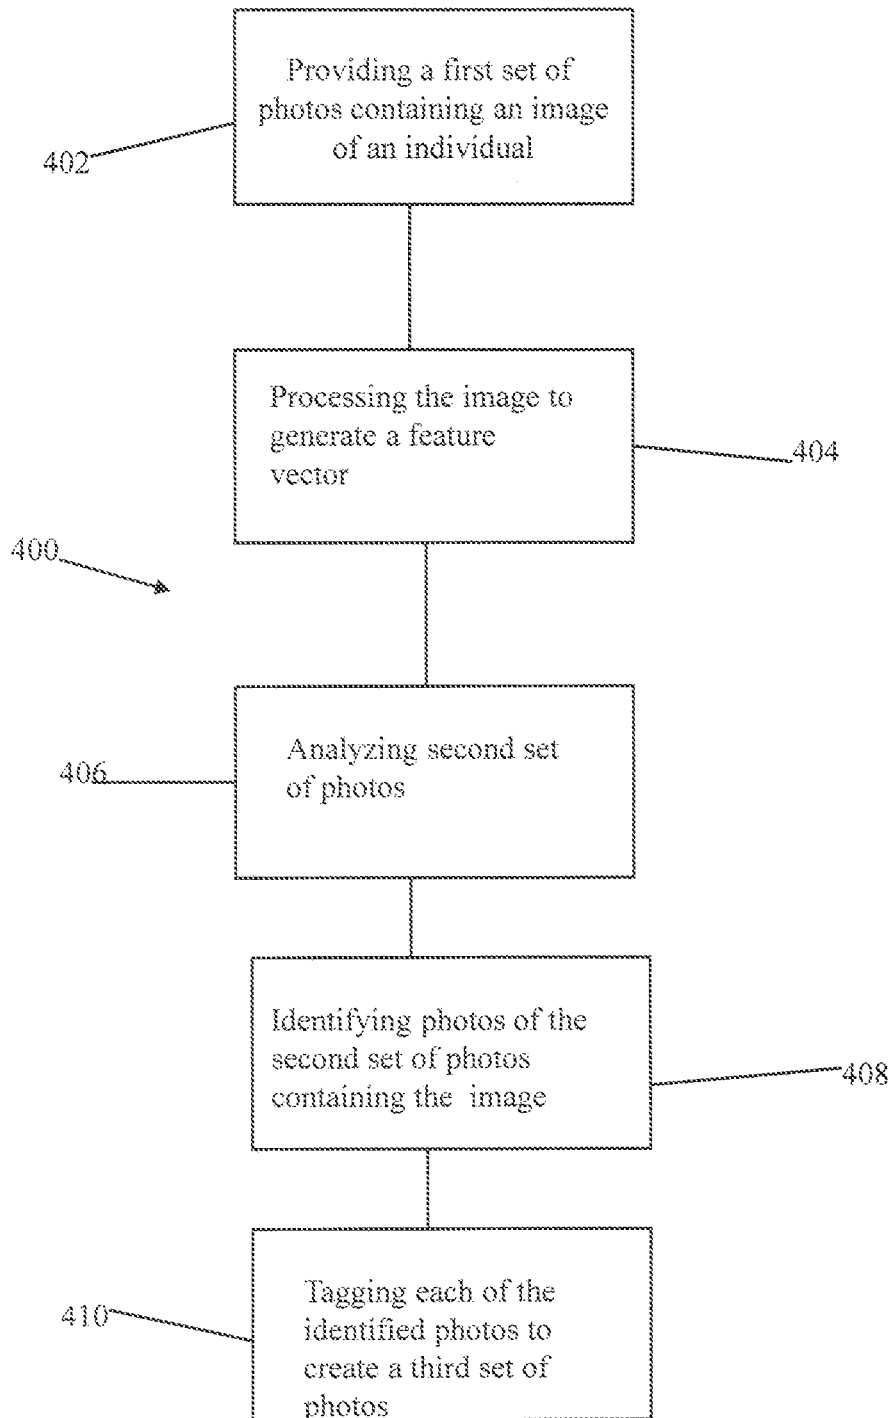 Providing a first set of
photos containing an image
of an individual
402
Processing the image to
generate a feature
vector
404
400
Analyzing second set
of photos
406
Identifying photos of the
second set of photos
containing the image
408
Tagging each of the
identified photos to
create a third set of
photos
410